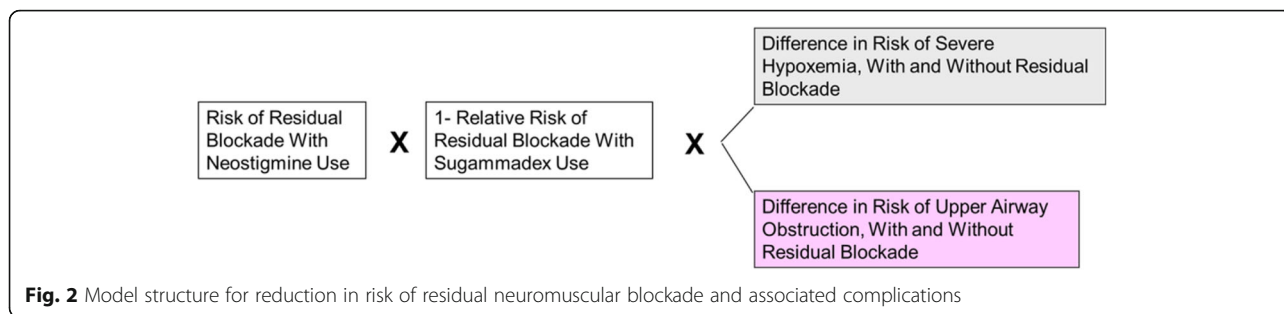 Risk of Residual
Blockade With
Neostigmine Use
X
1- Relative Risk of
Residual Blockade With
Sugammadex Use
X
Difference in Risk of Severe
Hypoxemia, With and Without Residual
Blockade
Difference in Risk of Upper Airway
Obstruction, With and Without
Residual Blockade
Fig. 2 Model structure for reduction in risk of residual neuromuscular blockade and associated complications